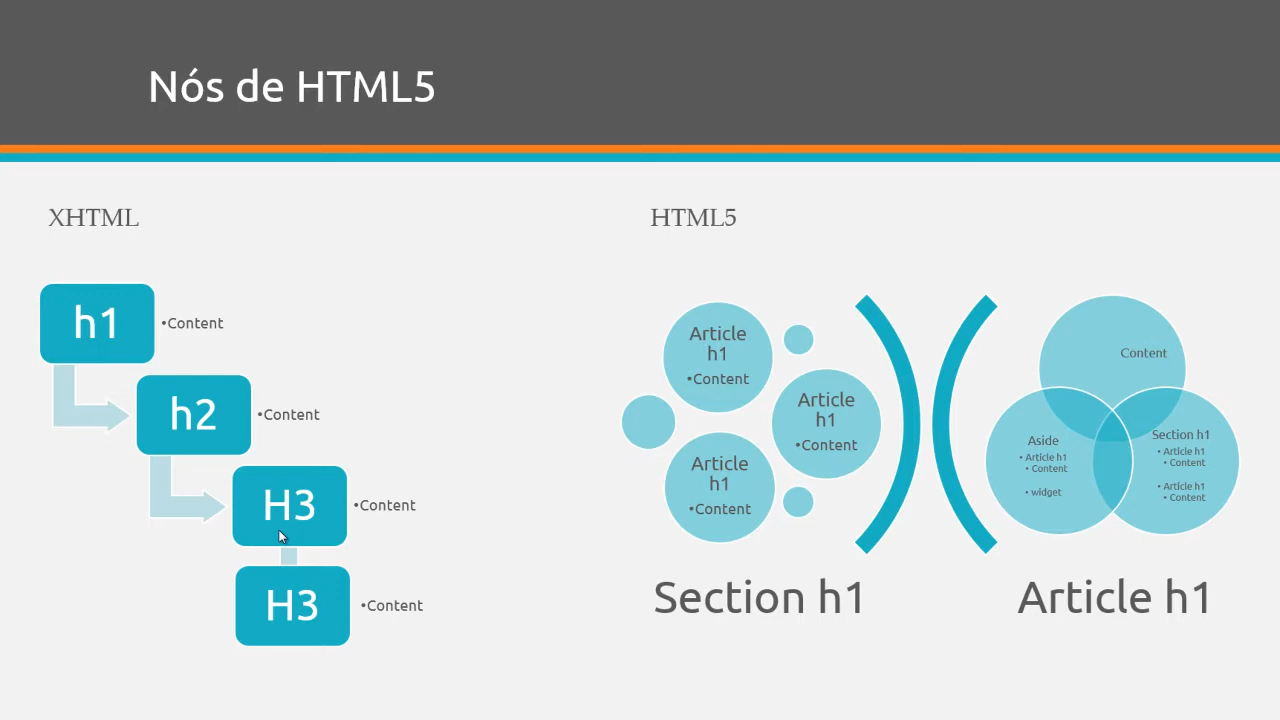 Nós de HTML5
XHTML
h1
•Content
h2
•Content
H3
•Content
H3
•Content
HTML5
Article
h1
•Content
Article
h1
•Content
Article
h1
•Content
Section h1
Content
Aside
• Article h1
• Content
• widget
Section h1
• Article h1
• Content
• Article h1
• Content
Article h1